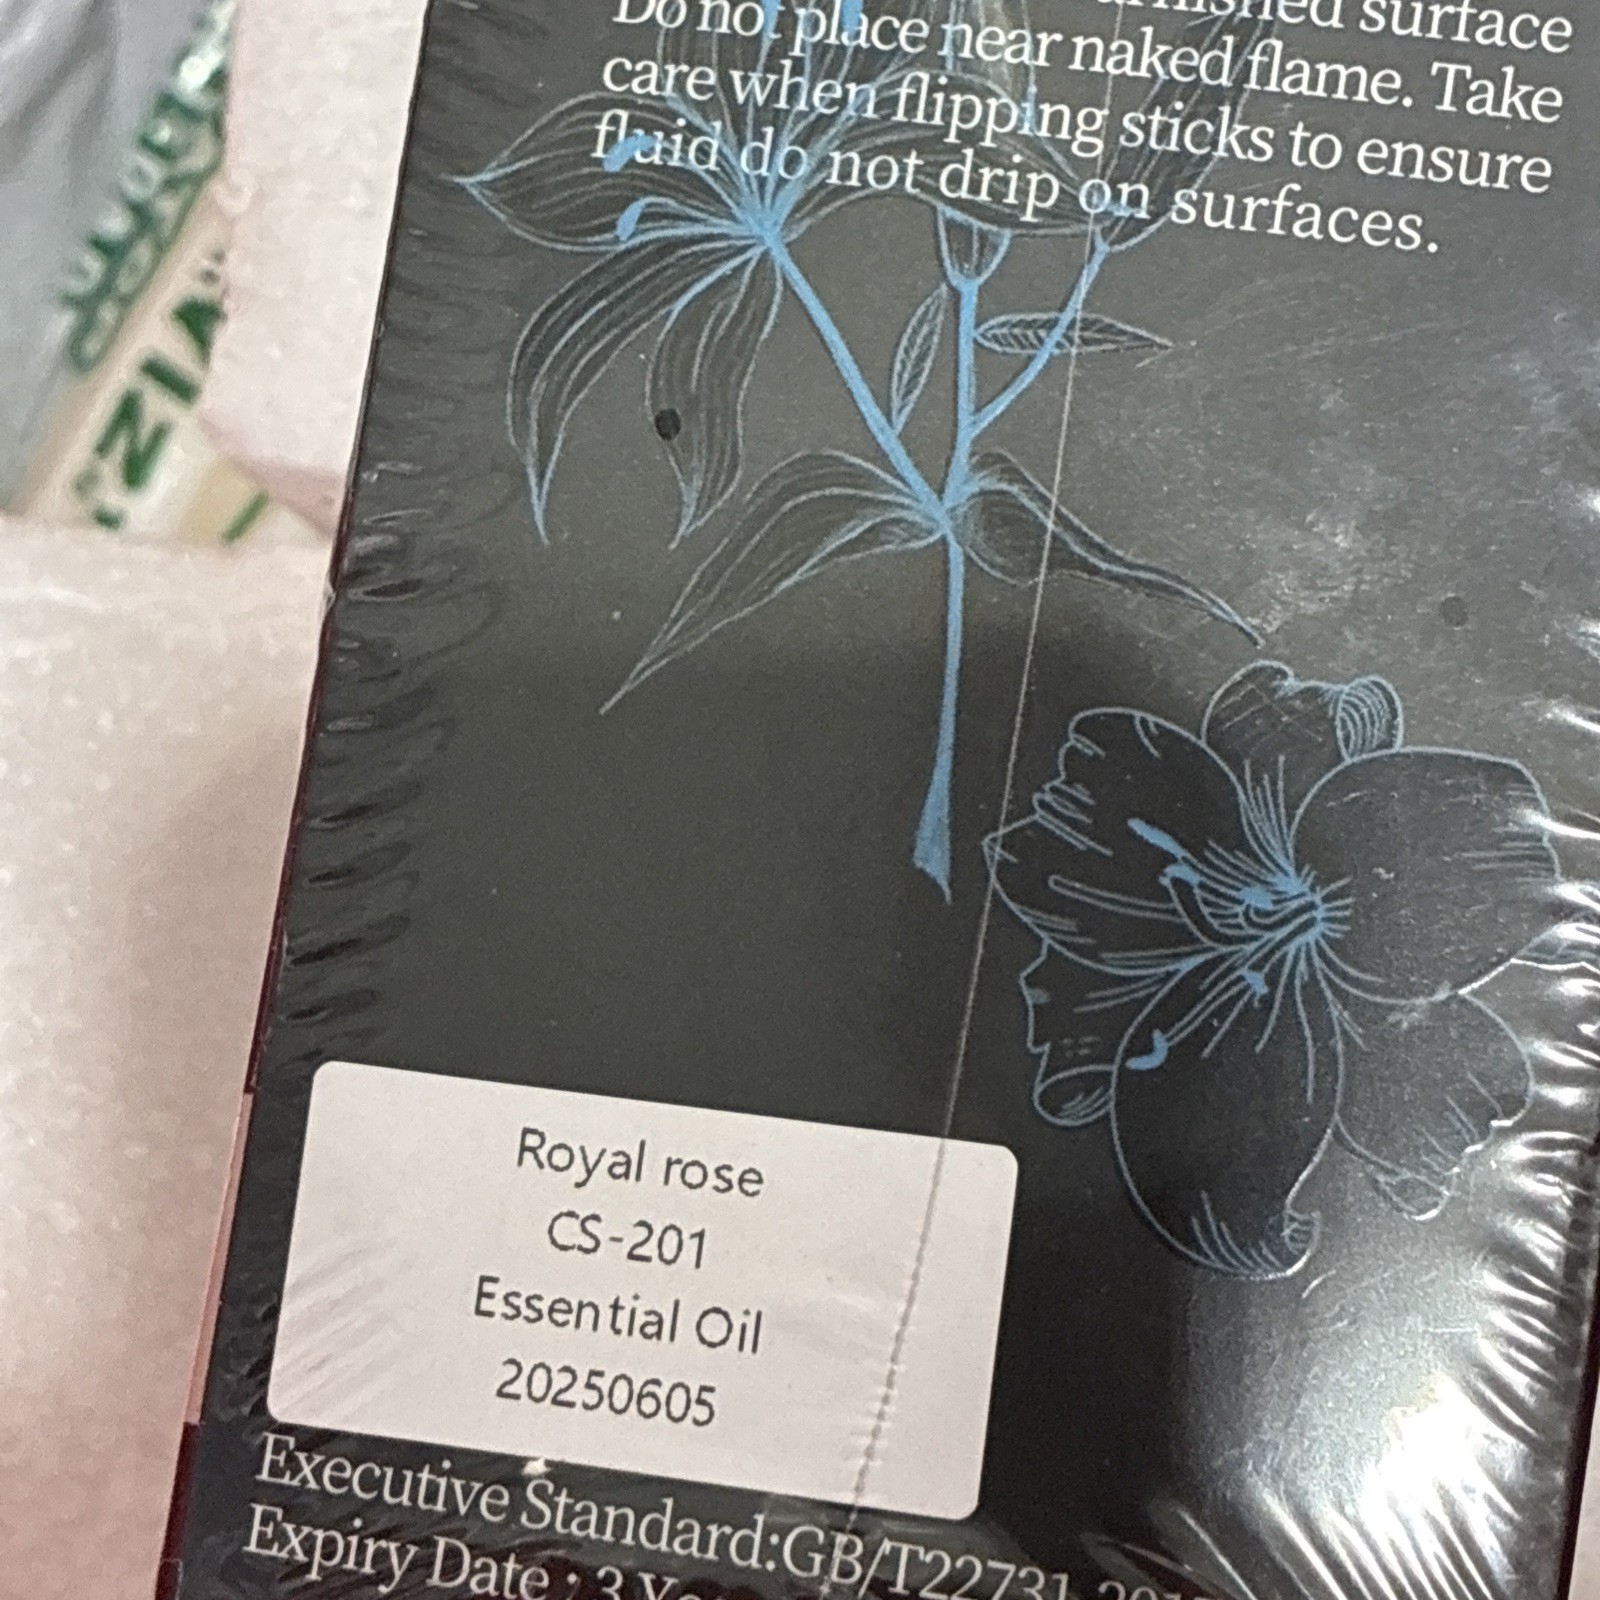 surface
Do not place near naked flame. Take
care when flipping sticks to ensure
fluid do not drip on surfaces.
Royal rose
CS-201
Essential Oil
20250605
Executive Standard:GB/T22731
Expiry Date : 3